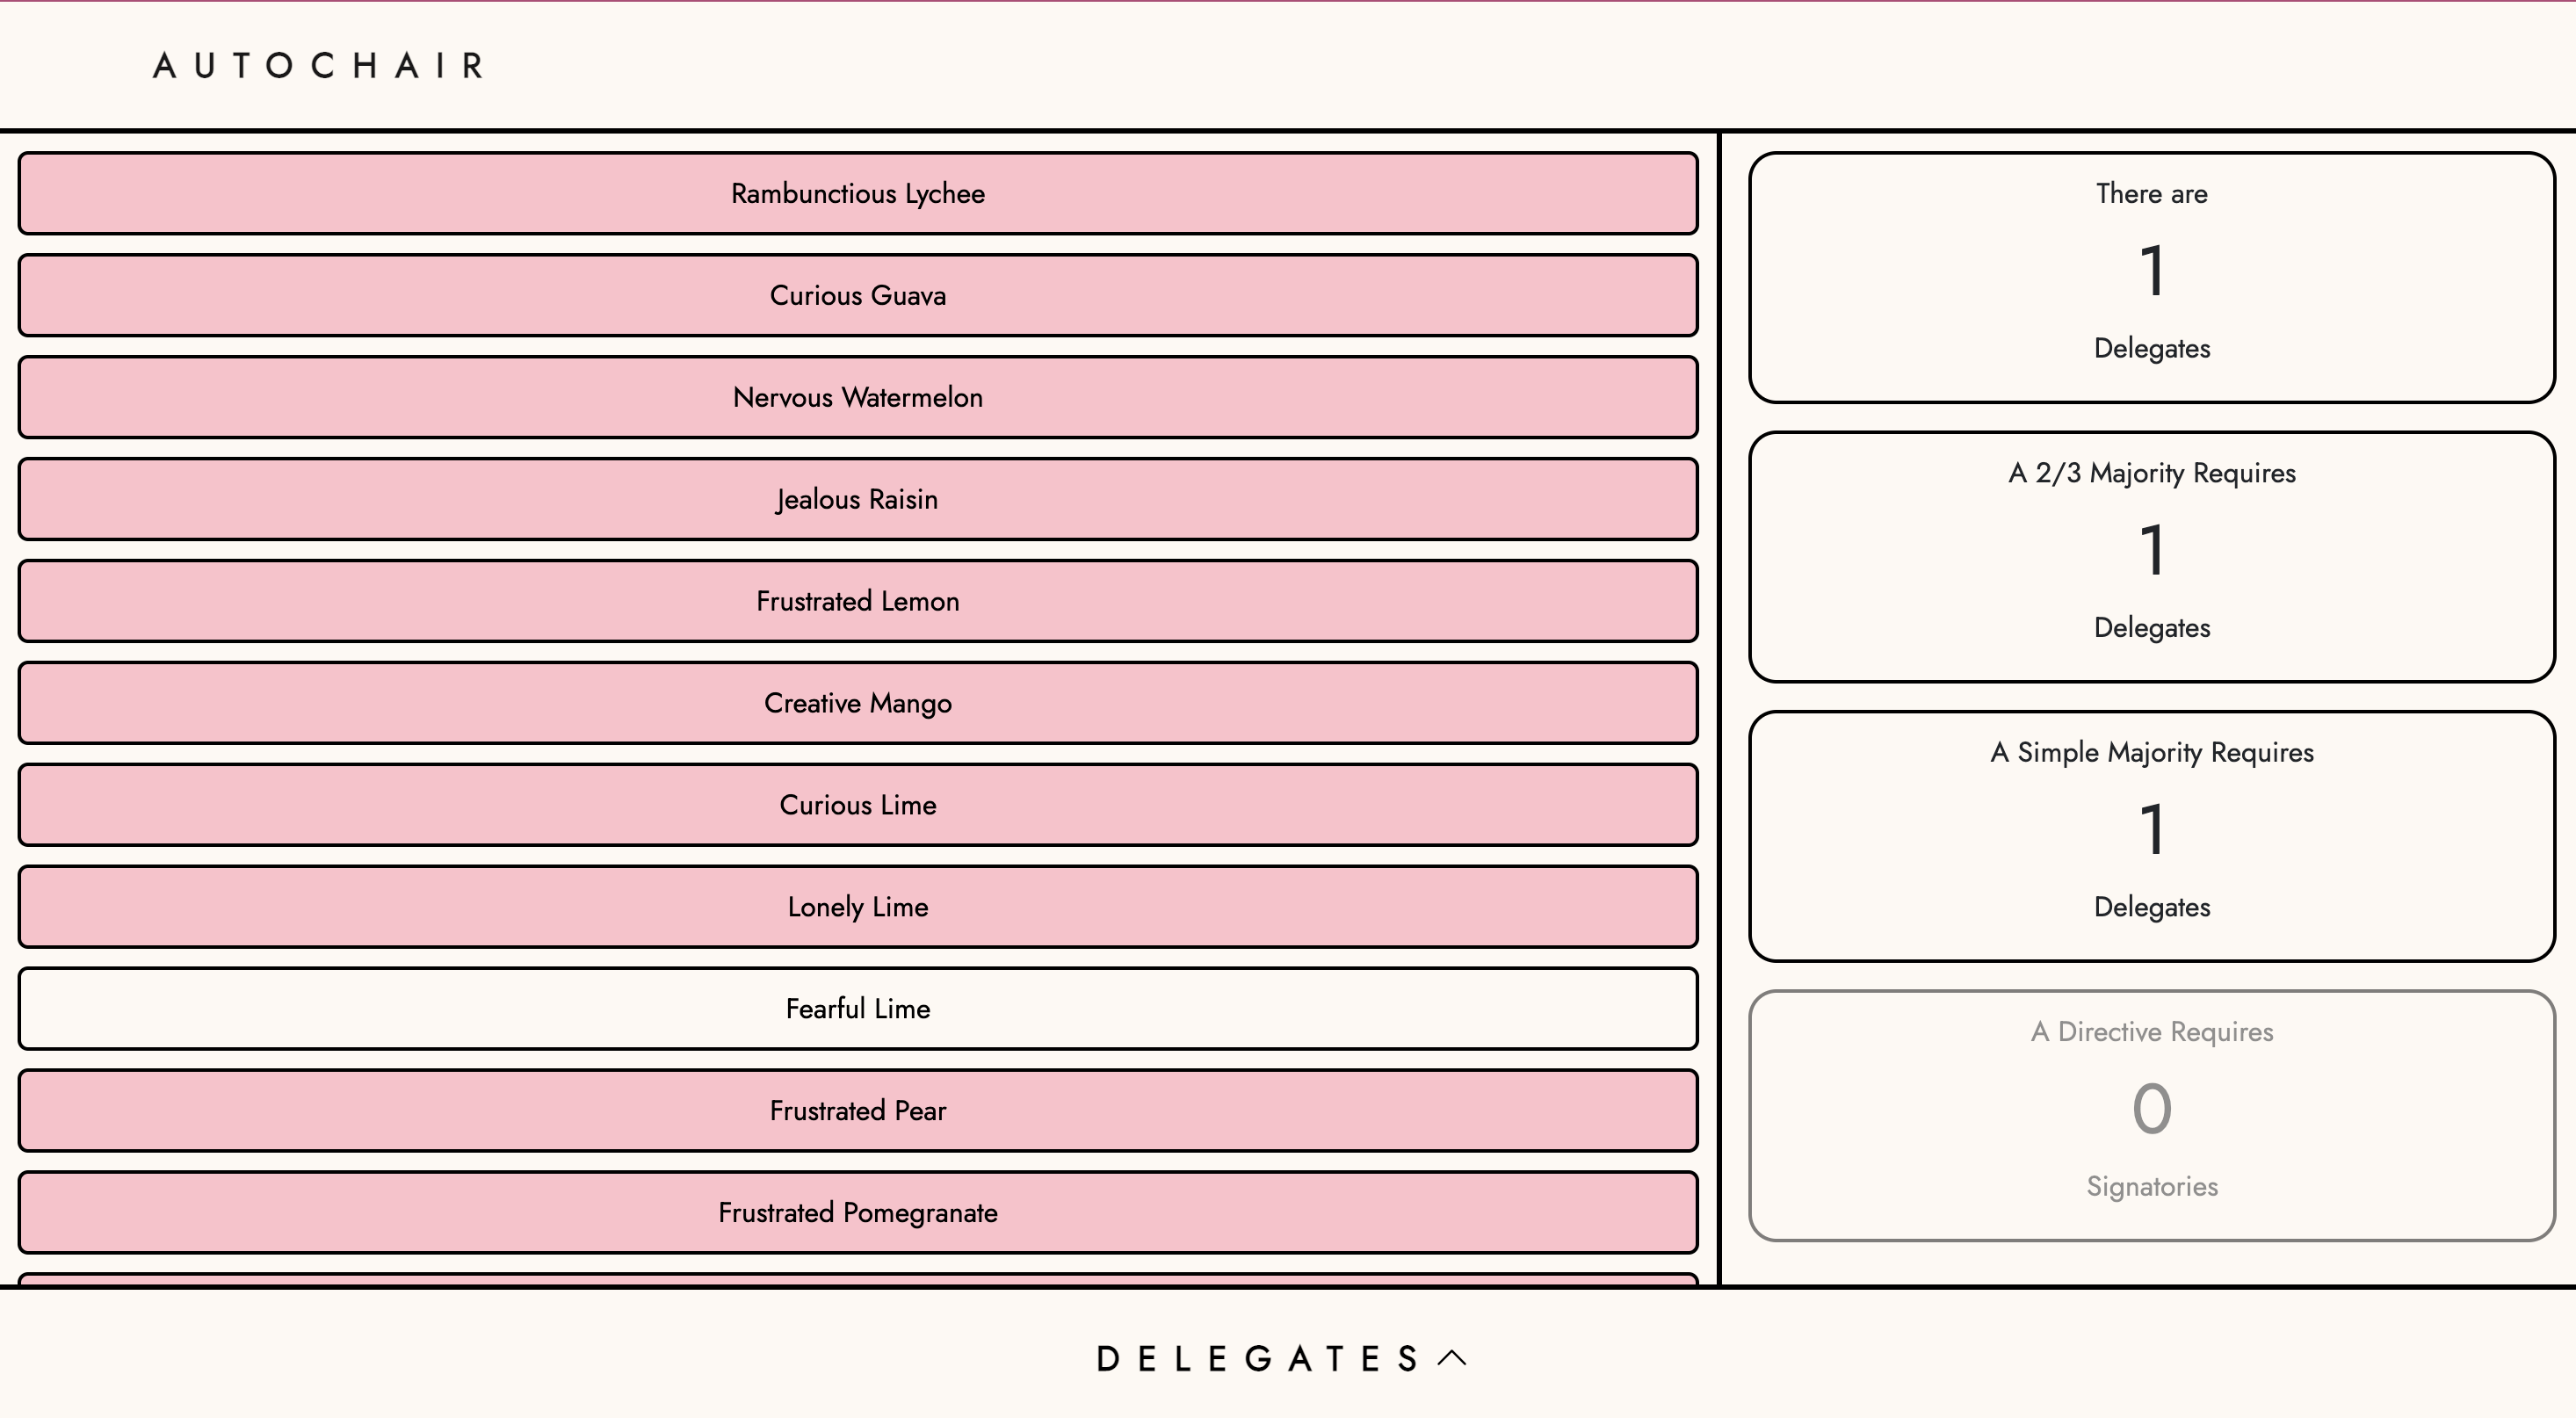 AUTOCHAIR
Rambunctious Lychee
Curious Guava
Nervous Watermelon
Jealous Raisin
Frustrated Lemon
Creative Mango
Curious Lime
Lonely Lime
Fearful Lime
Frustrated Pear
Frustrated Pomegranate
There are
1
Delegates
A 2/3 Majority Requires
1
Delegates
A Simple Majority Requires
1
Delegates
A Directive Requires
0
Signatories
DELEGATES